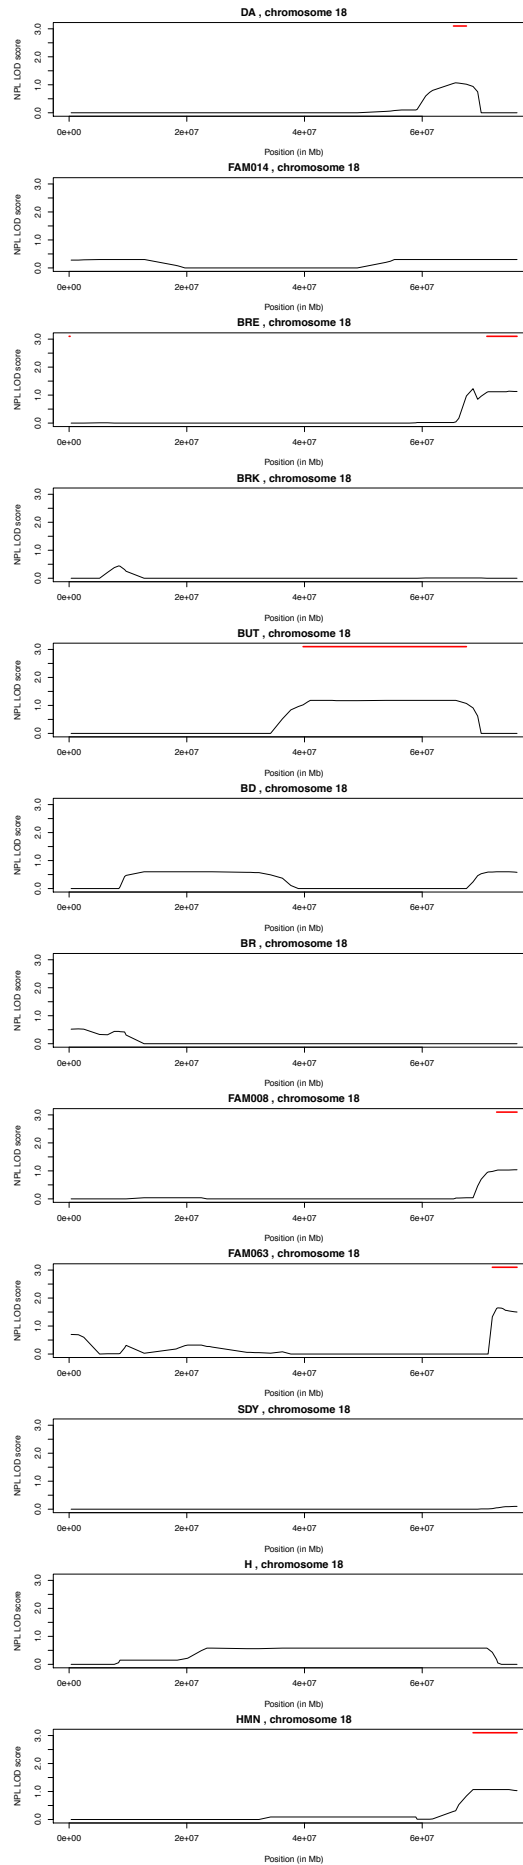 DA , chromosome 18
NPL LOD score
0.0 1.0 2.0 3.0
0e+00 2e+07 4e+07 6e+07
Position (in Mb)
FAM014 , chromosome 18
NPL LOD score
0.0 1.0 2.0 3.0
0e+00 2e+07 4e+07 6e+07
Position (in Mb)
BRE , chromosome 18
NPL LOD score
0.0 1.0 2.0 3.0
0e+00 2e+07 4e+07 6e+07
Position (in Mb)
BRK , chromosome 18
NPL LOD score
0.0 1.0 2.0 3.0
0e+00 2e+07 4e+07 6e+07
Position (in Mb)
BUT , chromosome 18
NPL LOD score
0.0 1.0 2.0 3.0
0e+00 2e+07 4e+07 6e+07
Position (in Mb)
BD , chromosome 18
NPL LOD score
0.0 1.0 2.0 3.0
0e+00 2e+07 4e+07 6e+07
Position (in Mb)
BR , chromosome 18
NPL LOD score
0.0 1.0 2.0 3.0
0e+00 2e+07 4e+07 6e+07
Position (in Mb)
FAM008 , chromosome 18
NPL LOD score
0.0 1.0 2.0 3.0
0e+00 2e+07 4e+07 6e+07
Position (in Mb)
FAM063 , chromosome 18
NPL LOD score
0.0 1.0 2.0 3.0
0e+00 2e+07 4e+07 6e+07
Position (in Mb)
SDY , chromosome 18
NPL LOD score
0.0 1.0 2.0 3.0
0e+00 2e+07 4e+07 6e+07
Position (in Mb)
H , chromosome 18
NPL LOD score
0.0 1.0 2.0 3.0
0e+00 2e+07 4e+07 6e+07
Position (in Mb)
HMN , chromosome 18
NPL LOD score
0.0 1.0 2.0 3.0
0e+00 2e+07 4e+07 6e+07
Position (in Mb)